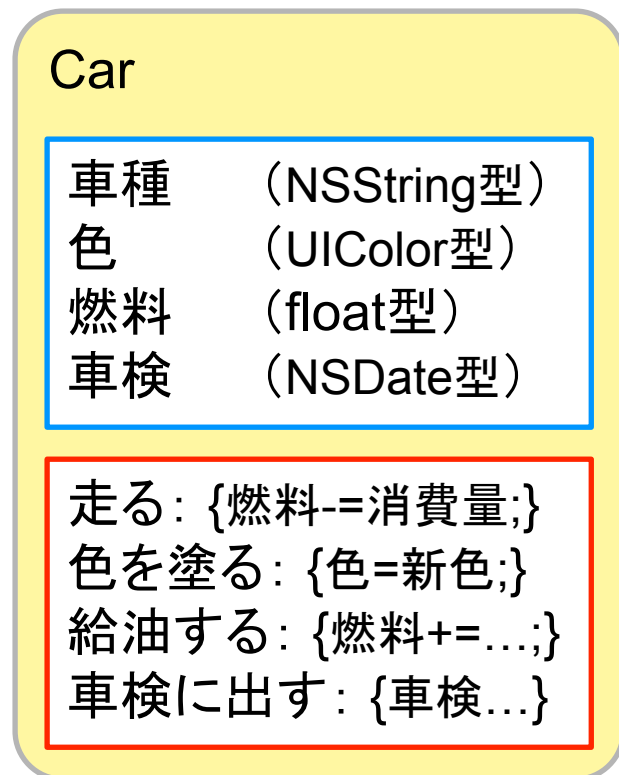 Car
車種 （NSString型）
色 （UIColor型）
燃料 （float型）
車検 （NSDate型）
走る: {燃料-=消費量;}
色を塗る: {色=新色;}
給油する: {燃料+=…;}
車検に出す: {車検…}